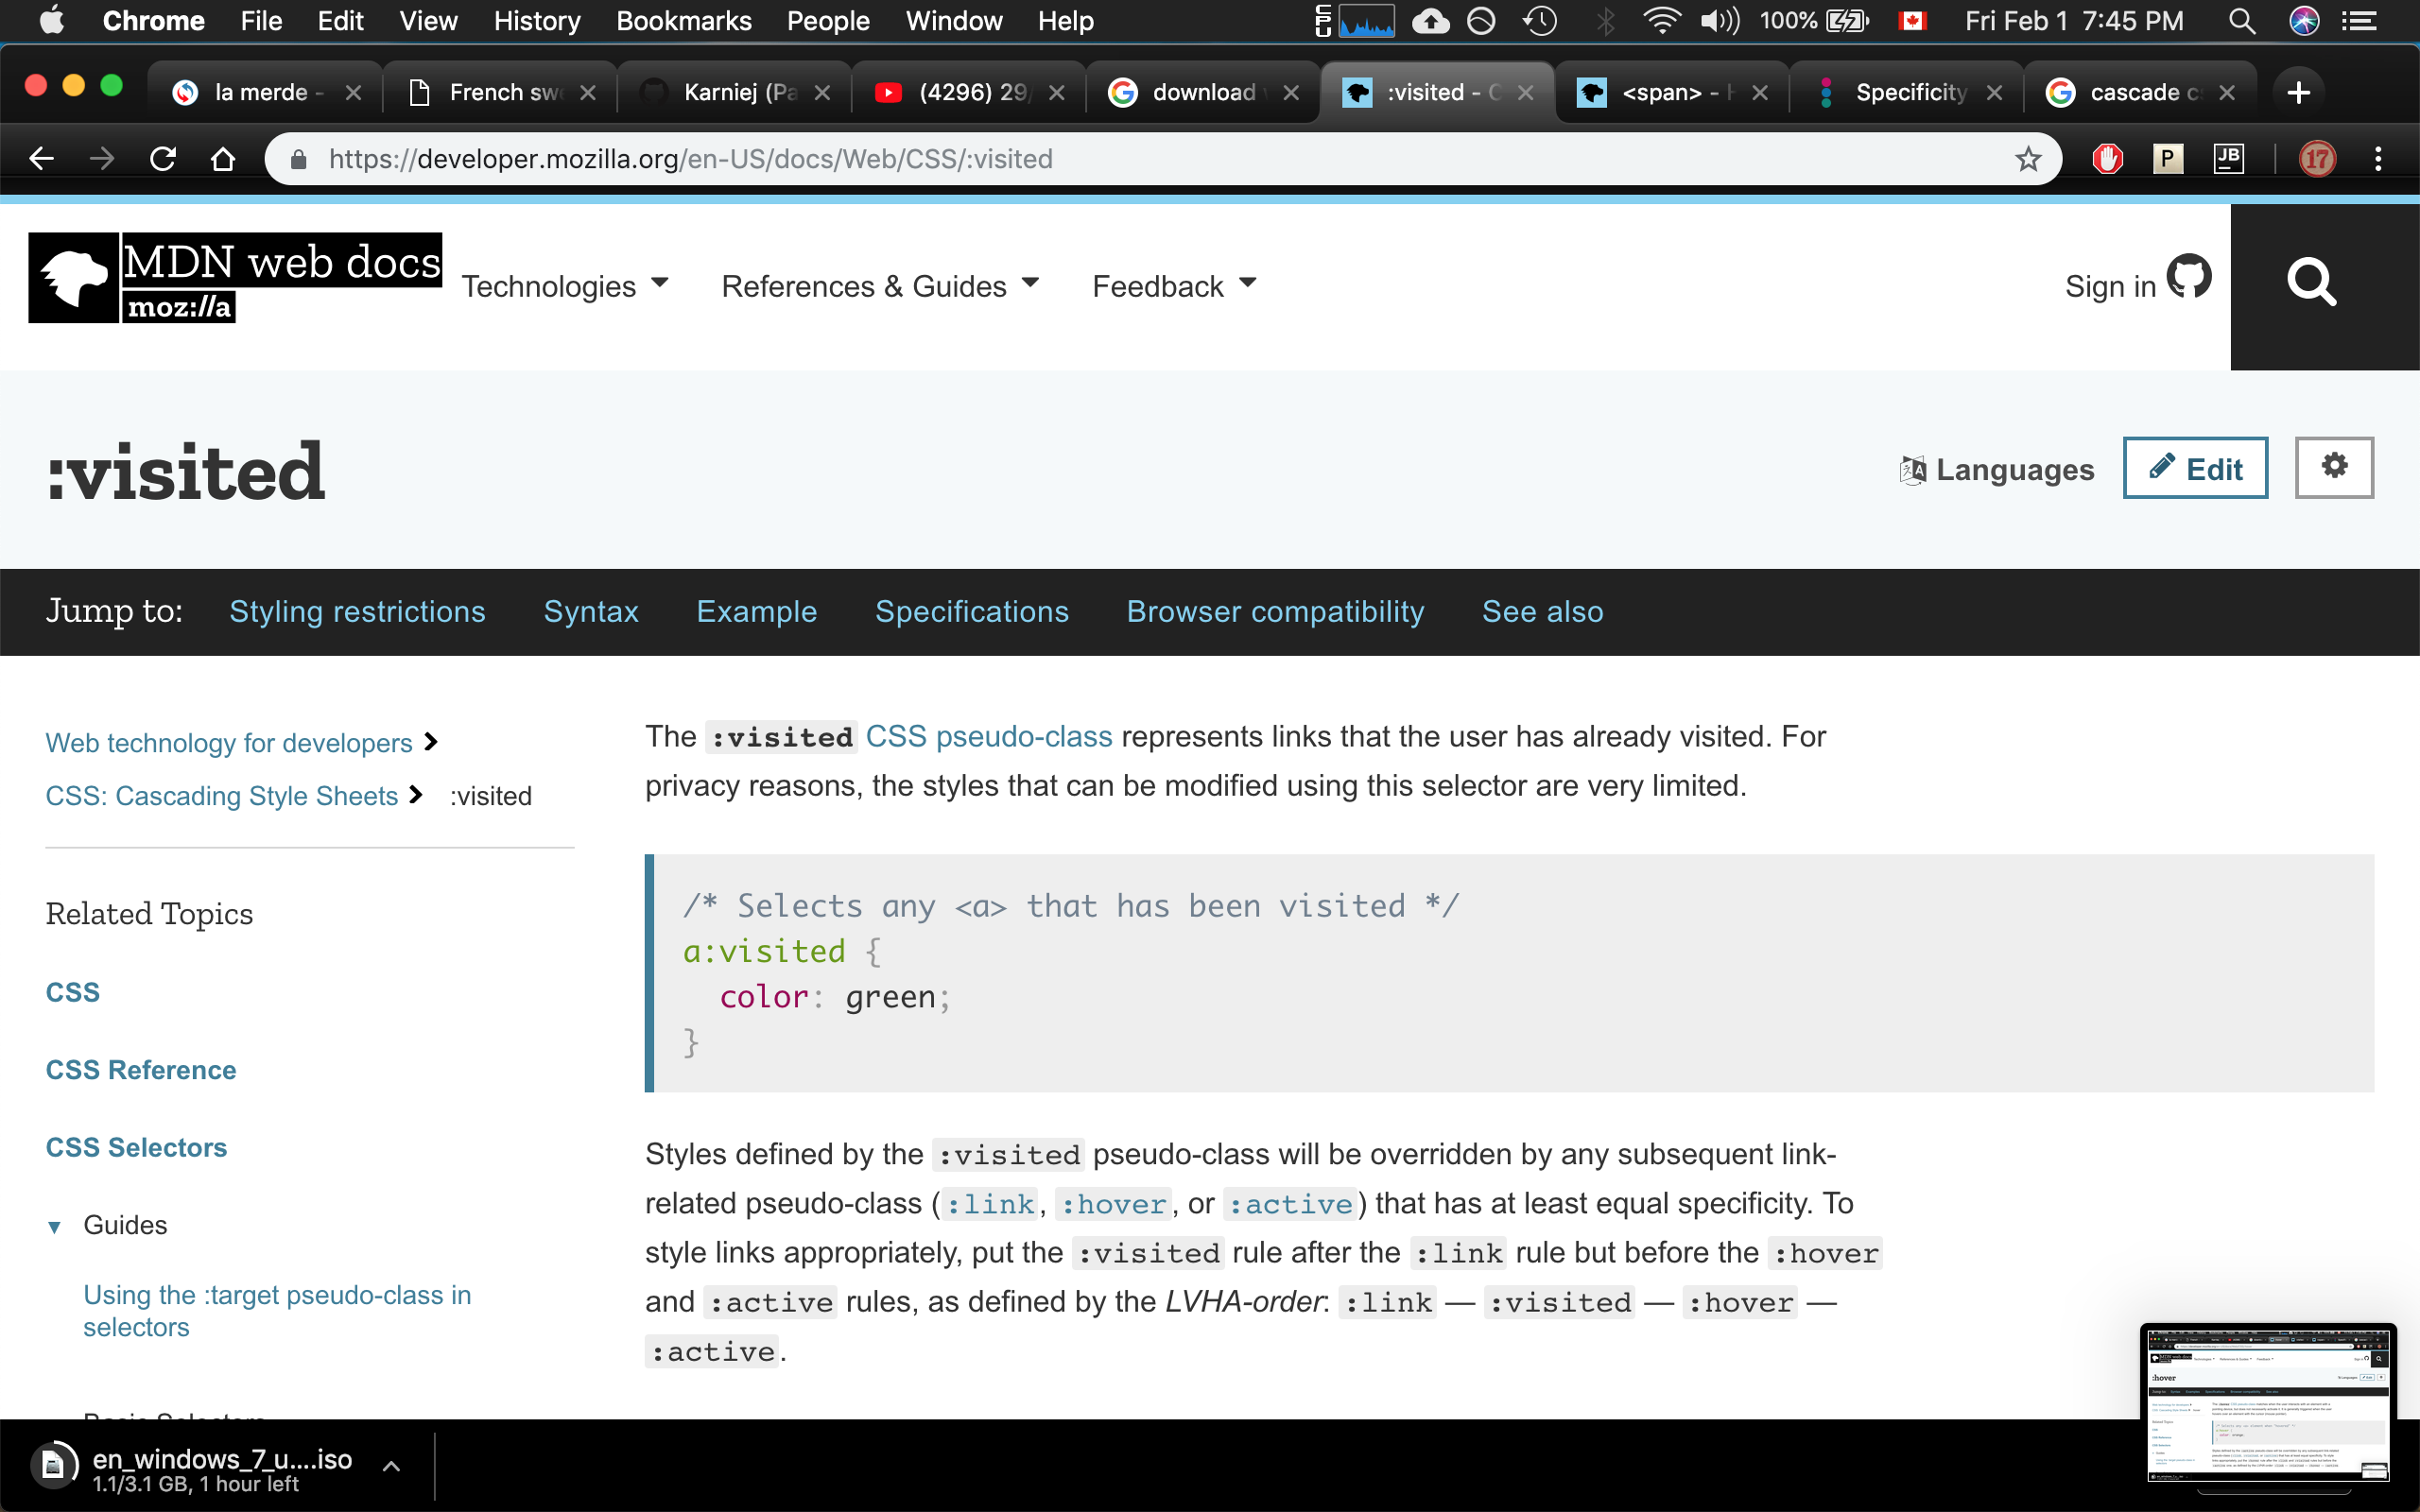 Chrome File Edit View History Bookmarks People Window Help CPU 100% Fri Feb 1 7:45 PM
la merde - French swe Karniej (Pa (4296) 29/ download :visited - C <span> - H Specificity cascade cs
https://developer.mozilla.org/en-US/docs/Web/CSS/:visited P JB 17
MDN web docs
moz://a
Technologies References & Guides Feedback Sign in
:visited
Languages Edit
Jump to: Styling restrictions Syntax Example Specifications Browser compatibility See also
Web technology for developers
CSS: Cascading Style Sheets :visited
Related Topics
CSS
CSS Reference
CSS Selectors
Guides
Using the :target pseudo-class in
selectors
Basic Selectors
The :visited CSS pseudo-class represents links that the user has already visited. For
privacy reasons, the styles that can be modified using this selector are very limited.
/* Selects any <a> that has been visited */
a:visited {
color: green;
}
Styles defined by the :visited pseudo-class will be overridden by any subsequent link-
related pseudo-class (:link, :hover, or :active) that has at least equal specificity. To
style links appropriately, put the :visited rule after the :link rule but before the :hover
and :active rules, as defined by the LVHA-order: :link — :visited — :hover —
:active.
en_windows_7_u....iso
1.1/3.1 GB, 1 hour left
:hover